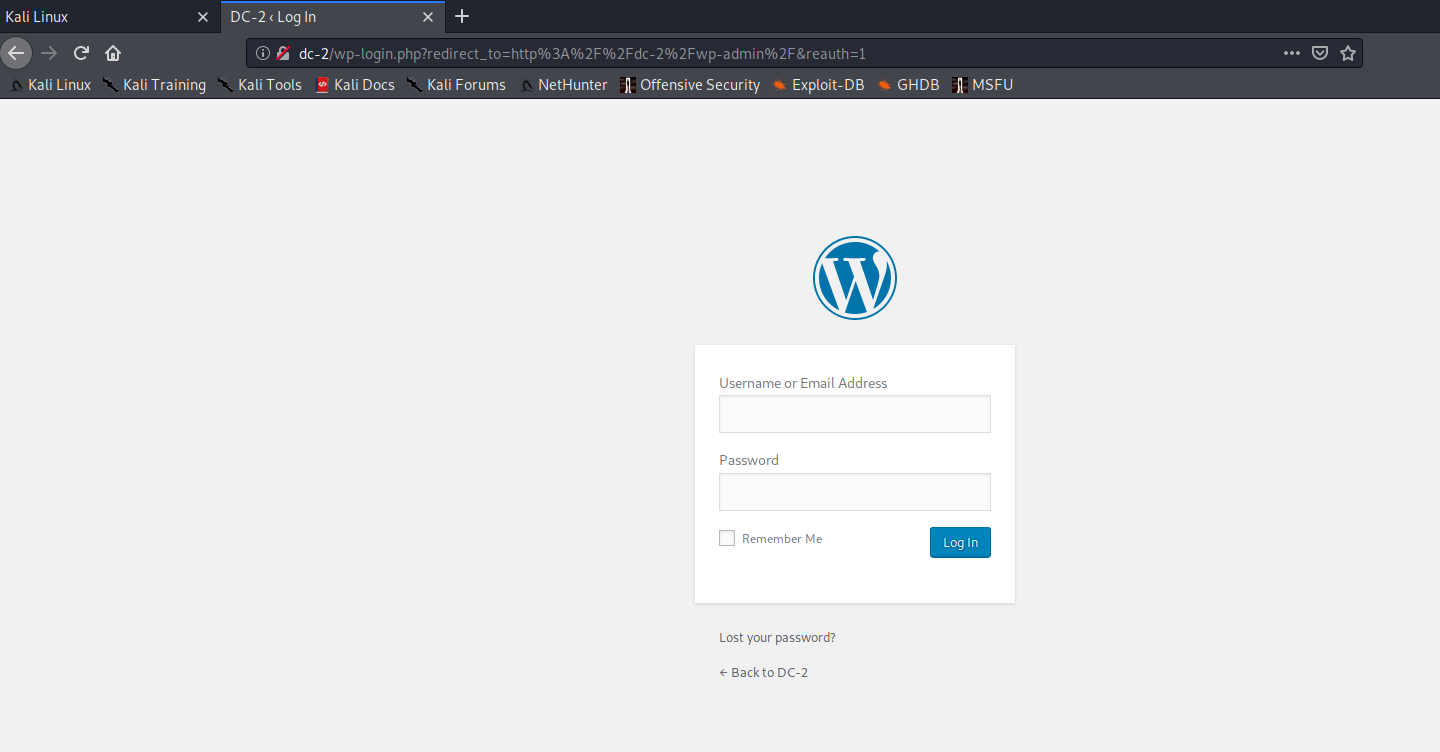 Kali Linux DC-2 ‹ Log In
dc-2/wp-login.php?redirect_to=http%3A%2F%2Fdc-2%2Fwp-admin%2F&reauth=1
Kali Linux Kali Training Kali Tools Kali Docs Kali Forums NetHunter Offensive Security Exploit-DB GHDB MSFU
Username or Email Address
Password
Remember Me Log In
Lost your password?
← Back to DC-2